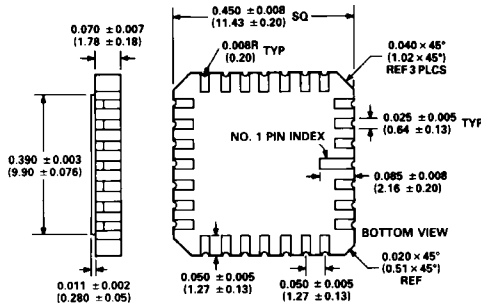 0.450 ±0.008 SQ
(11.43 ±0.20)
0.070 ±0.007
(1.78 ±0.18)
0.008R TYP
(0.20)
0.040 × 45°
(1.02 × 45°)
REF 3 PLCS
0.025 ±0.005 TYP
(0.64 ±0.13)
NO. 1 PIN INDEX
0.390 ±0.003
(9.90 ±0.076)
0.085 ±0.008
(2.16 ±0.20)
BOTTOM VIEW
0.020 × 45°
(0.51 × 45°)
REF
0.011 ±0.002
(0.280 ±0.05)
0.050 ±0.005
(1.27 ±0.13)
0.050 ±0.005
(1.27 ±0.13)